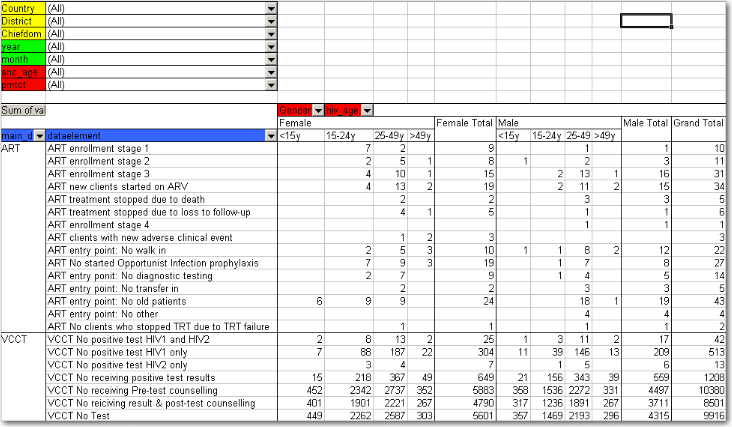 Country (All)
District (All)
Chiefdom (All)
year (All)
month (All)
anc_age (All)
pmtct (All)
Sum of va Gender hiv_age
Female Female Total Male Male Total Grand Total
main_d dataelement <15y 15-24y 25-49y >49y <15y 15-24y 25-49 >49y
ART ART enrollment stage 1 7 2 9 1 1 10
ART enrollment stage 2 2 5 1 8 1 2 3 11
ART enrollment stage 3 4 10 1 15 2 13 1 16 31
ART new clients started on ARV 4 13 2 19 2 11 2 15 34
ART treatment stopped due to death 2 2 3 3 5
ART treatment stopped due to loss to follow-up 4 1 5 1 1 6
ART enrollment stage 4 1 1 1
ART clients with new adverse clinical event 1 2 3 3
ART entry point: No walk in 2 5 3 10 1 1 8 2 12 22
ART No started Opportunist Infection prophylaxis 7 9 3 19 1 7 8 27
ART entry ponit: No diagnostic testing 2 7 9 1 4 5 14
ART entry point: No transfer in 2 2 3 3 5
ART entry point: No old patients 6 9 9 24 18 1 19 43
ART entry point: No other 4 4 4
ART No clients who stopped TRT due to TRT failure 1 1 1 1 2
VCCT VCCT No positive test HIV1 and HIV2 2 8 13 2 25 1 3 11 2 17 42
VCCT No positive test HIV1 only 7 88 187 22 304 11 39 146 13 209 513
VCCT No positive test HIV2 only 3 4 7 1 5 6 13
VCCT No receiving positive test results 15 218 367 49 649 21 156 343 39 559 1208
VCCT No receiving Pre-test counselling 452 2342 2737 352 5883 358 1536 2272 331 4497 10380
VCCT No reiciving result & post-test counselling 401 1901 2221 267 4790 317 1236 1891 267 3711 8501
VCCT No Test 449 2262 2587 303 5601 357 1469 2193 296 4315 9916